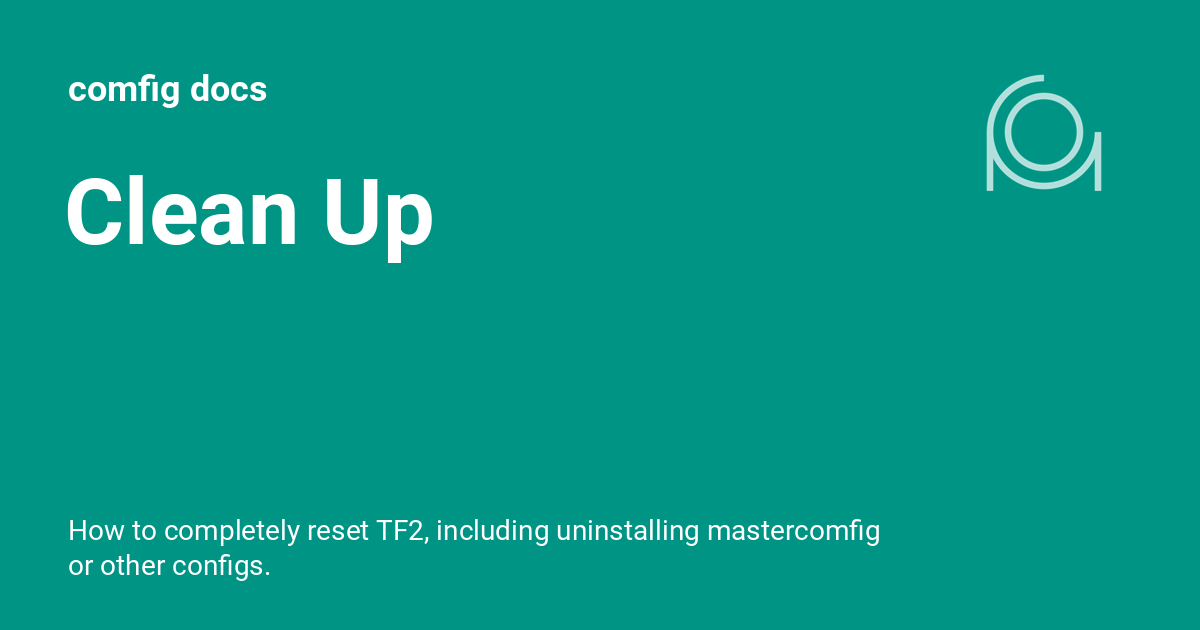 comfig docs
Clean Up
How to completely reset TF2, including uninstalling mastercomfig
or other configs.